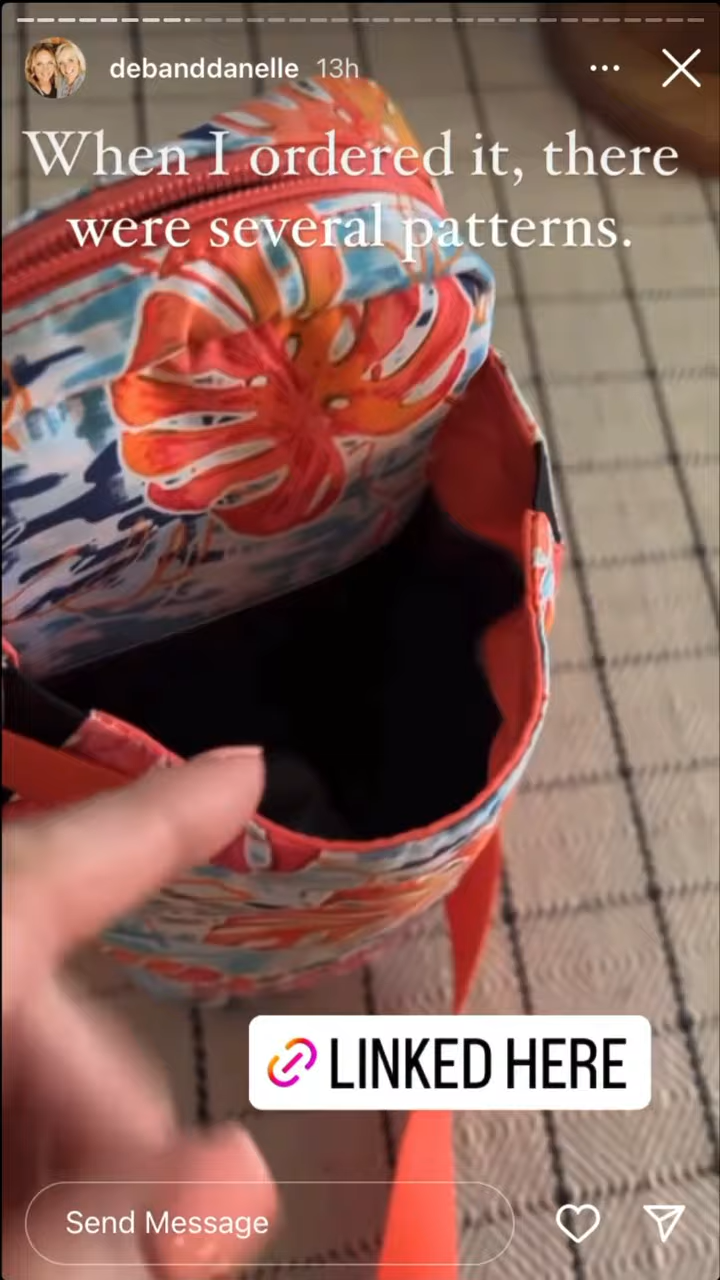 debanddanelle 13h
When I ordered it, there
were several patterns.
LINKED HERE
Send Message